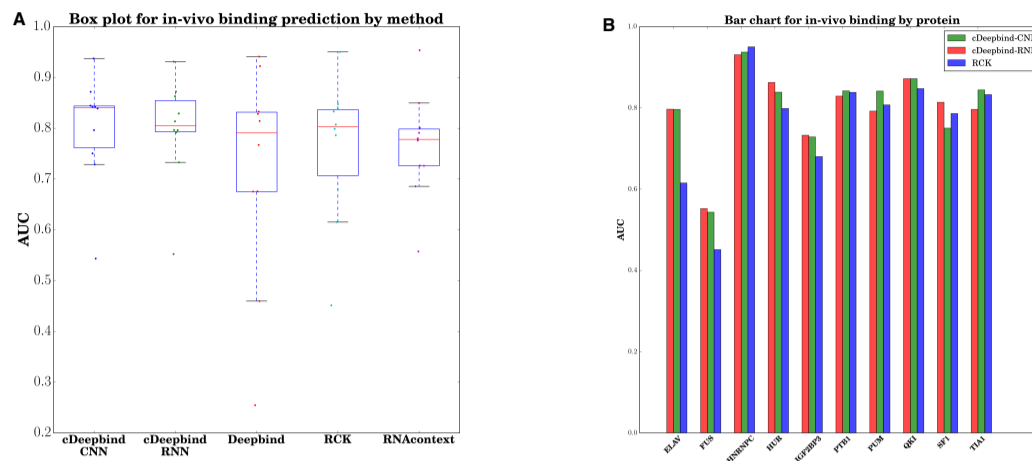 A
Box plot for in-vivo binding prediction by method
AUC
1.0
0.9
0.8
0.7
0.6
0.5
0.4
0.3
0.2
cDeepbind CNN
cDeepbind RNN
Deepbind
RCK
RNAcontext
B
Bar chart for in-vivo binding by protein
AUC
1.0
0.8
0.6
0.4
0.2
0.0
cDeepbind-CNN
cDeepbind-RNN
RCK
ELAV
FUS
HNRNPC
HUR
IGF2BP3
PTB1
PUM
QKI
SF1
TIA1